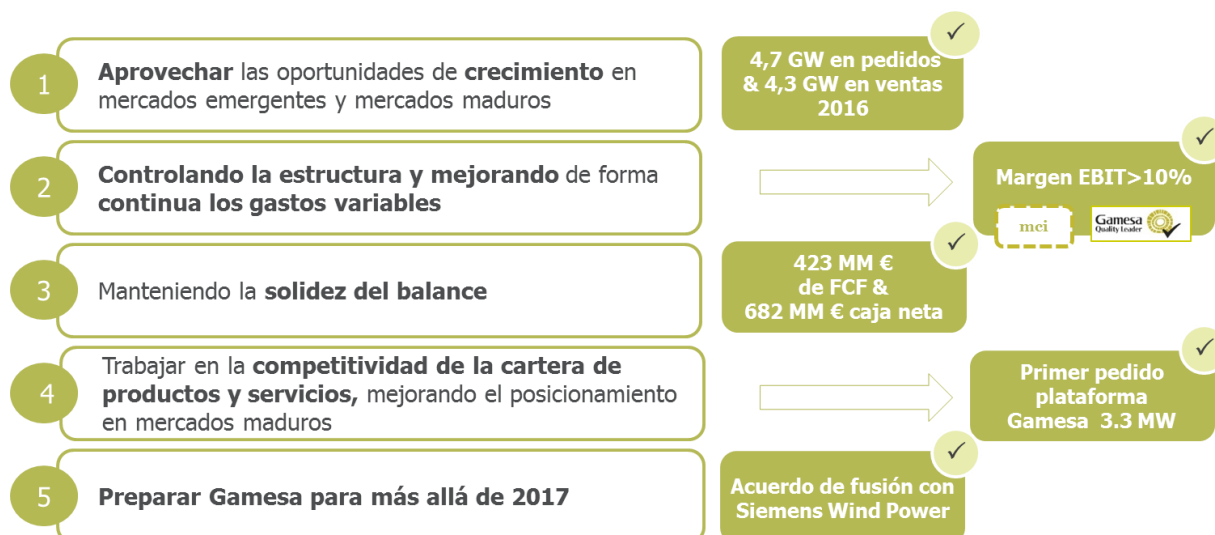 1
Aprovechar las oportunidades de crecimiento en
mercados emergentes y mercados maduros
4,7 GW en pedidos
& 4,3 GW en ventas
2016
2
Controlando la estructura y mejorando de forma
continua los gastos variables
Margen EBIT>10%
mci
Gamesa
Quality Leader
3
Manteniendo la solidez del balance
423 MM €
de FCF &
682 MM € caja neta
4
Trabajar en la competitividad de la cartera de
productos y servicios, mejorando el posicionamiento
en mercados maduros
Primer pedido
plataforma
Gamesa 3.3 MW
5
Preparar Gamesa para más allá de 2017
Acuerdo de fusión con
Siemens Wind Power